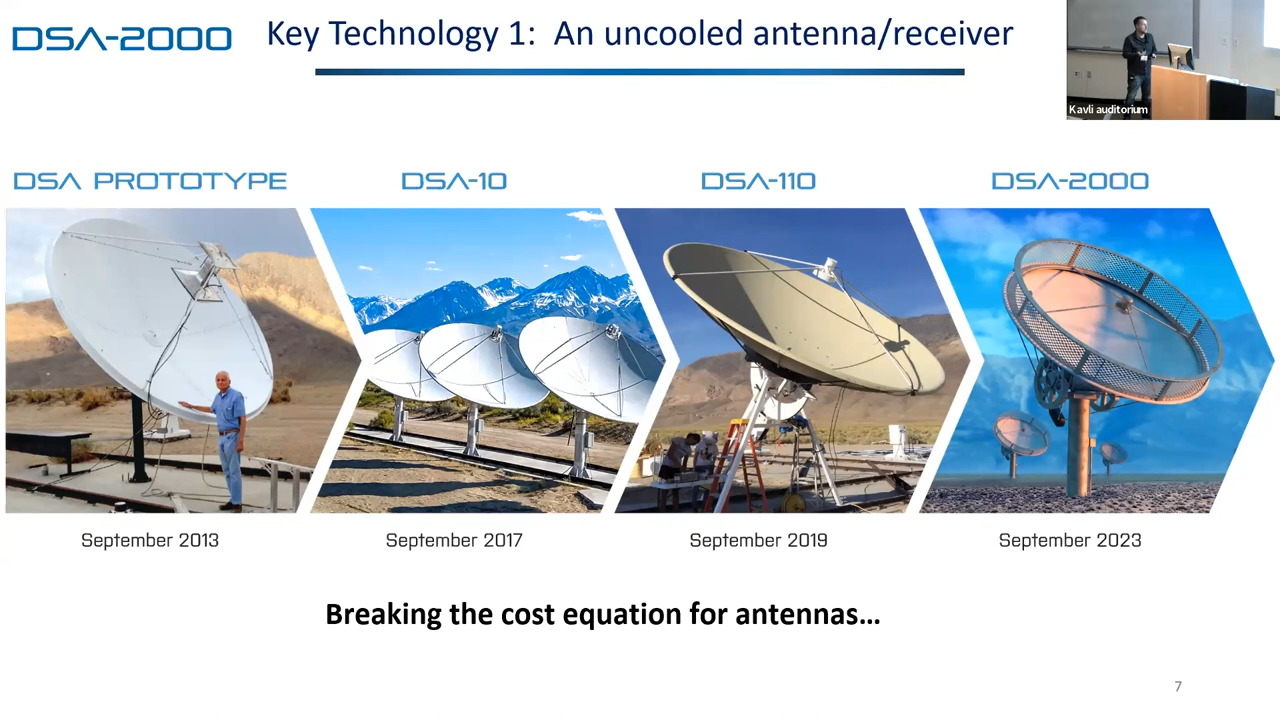 DSA-2000
Key Technology 1: An uncooled antenna/receiver
Kavli auditorium
DSA PROTOTYPE
DSA-10
DSA-110
DSA-2000
September 2013
September 2017
September 2019
September 2023
Breaking the cost equation for antennas...
7